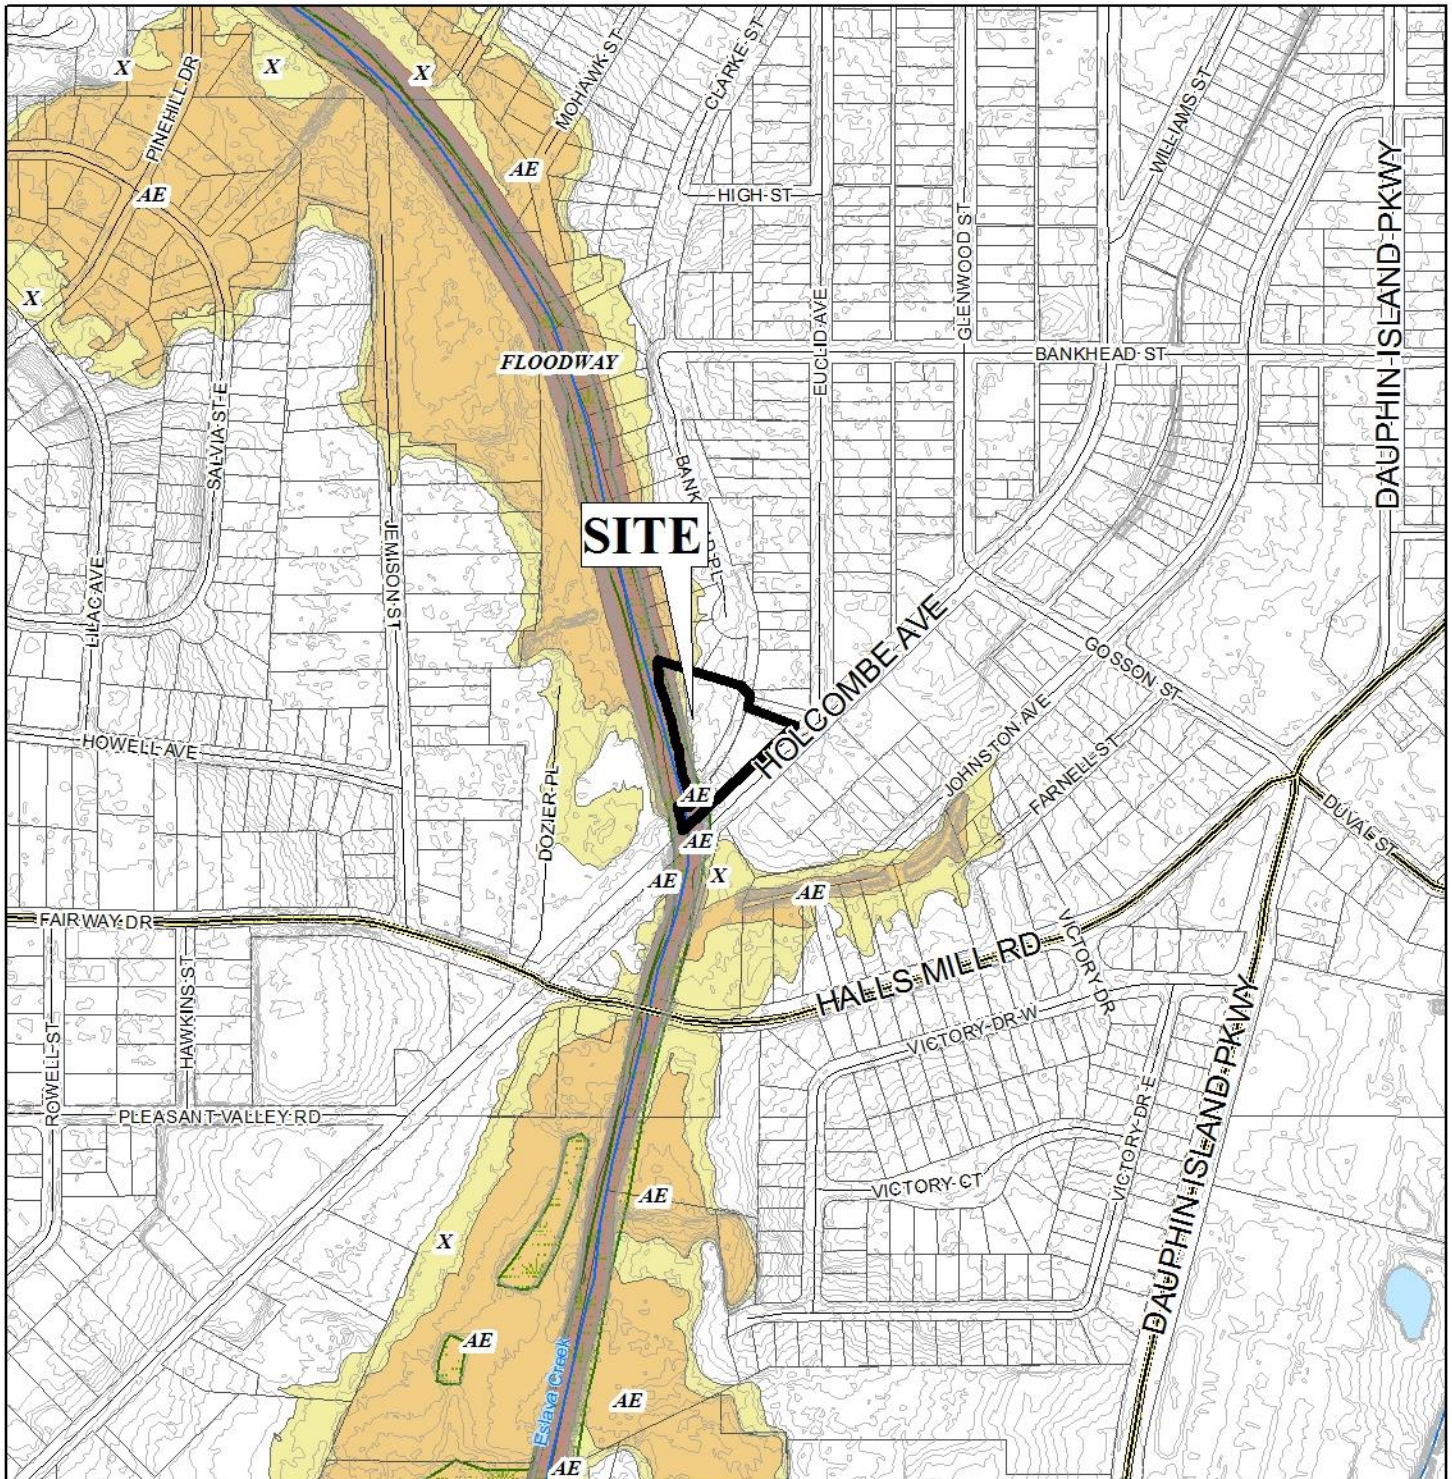 MOHAWK ST
CLARKE ST
X
X
X
PINEHILL DR
WILLIAMS ST
AE
AE
HIGH ST
DAUPHIN ISLAND PKWY
GLENWOOD ST
X
EUCLID AVE
BANKHEAD ST
FLOODWAY
SALVIA ST E
SITE
JEMISON ST
LILAC AVE
HOLCOMBE AVE
GOSSON ST
HOWELL AVE
JOHNSTON AVE
FARNELL ST
DOZIER PL
AE
AE
DUVAL ST
AE
X
AE
FAIRWAY DR
VICTORY DR
HALLS MILL RD
HAWKINS ST
VICTORY DR W
ROWELL ST
DAUPHIN ISLAND PKWY
PLEASANT VALLEY RD
VICTORY DR E
VICTORY CT
AE
X
AE
Eslava Creek
AE
AE